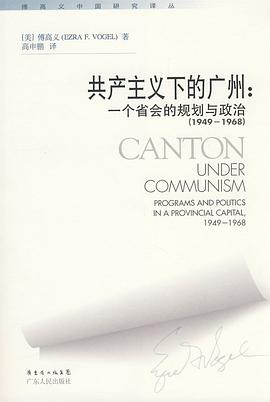 傅高义中国研究译丛
[美] 傅高义 (EZRA F. VOGEL) 著
高申鹏 译
共产主义下的广州：
一个省会的规划与政治
(1949－1968)
CANTON
UNDER
COMMUNISM
PROGRAMS AND POLITICS
IN A PROVINCIAL CAPITAL,
1949－1968
Ezra F. Vogel
广东人民出版社